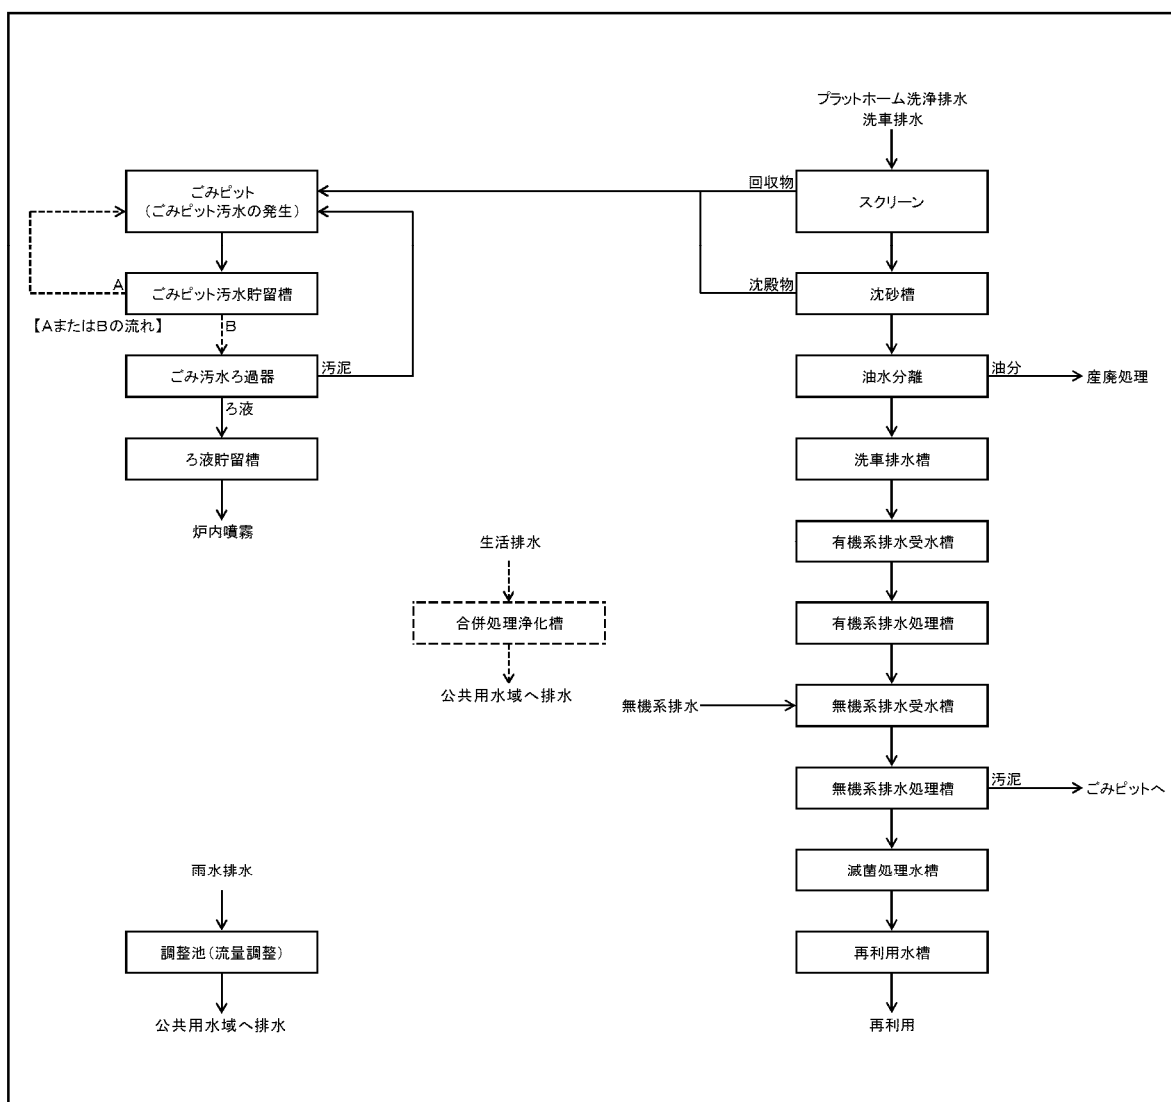 プラットホーム洗浄排水
洗車排水
回収物
スクリーン
ごみピット
(ごみピット汚水の発生)
A
ごみピット汚水貯留槽
沈殿物
沈砂槽
【AまたはBの流れ】
B
ごみ汚水ろ過器
汚泥
油水分離
油分
産廃処理
ろ液
ろ液貯留槽
洗車排水槽
炉内噴霧
生活排水
有機系排水受水槽
合併処理浄化槽
有機系排水処理槽
公共用水域へ排水
無機系排水
無機系排水受水槽
無機系排水処理槽
汚泥
ごみピットへ
雨水排水
滅菌処理水槽
調整池(流量調整)
再利用水槽
公共用水域へ排水
再利用